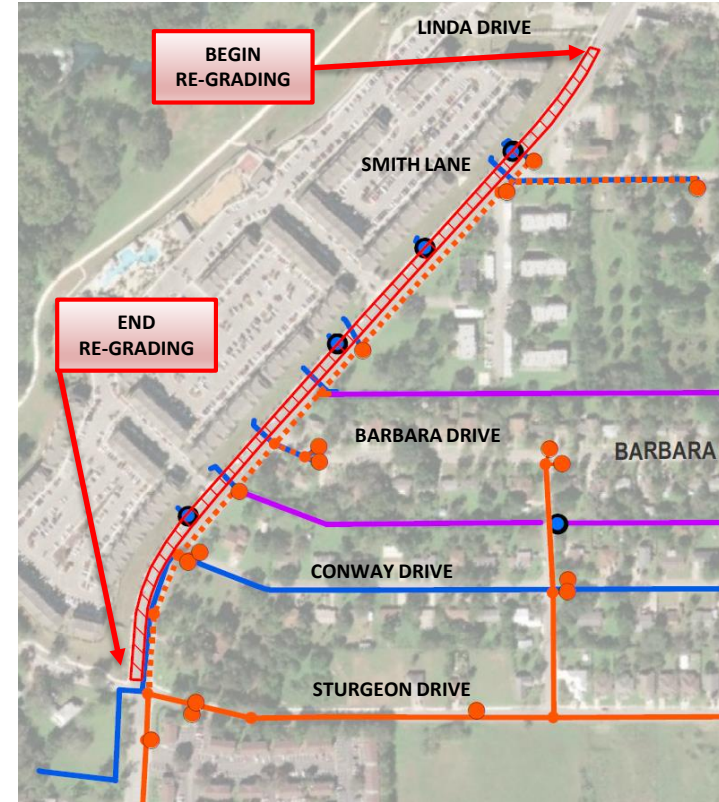 LINDA DRIVE
BEGIN
RE-GRADING
SMITH LANE
END
RE-GRADING
BARBARA DRIVE
BARBARA
CONWAY DRIVE
STURGEON DRIVE